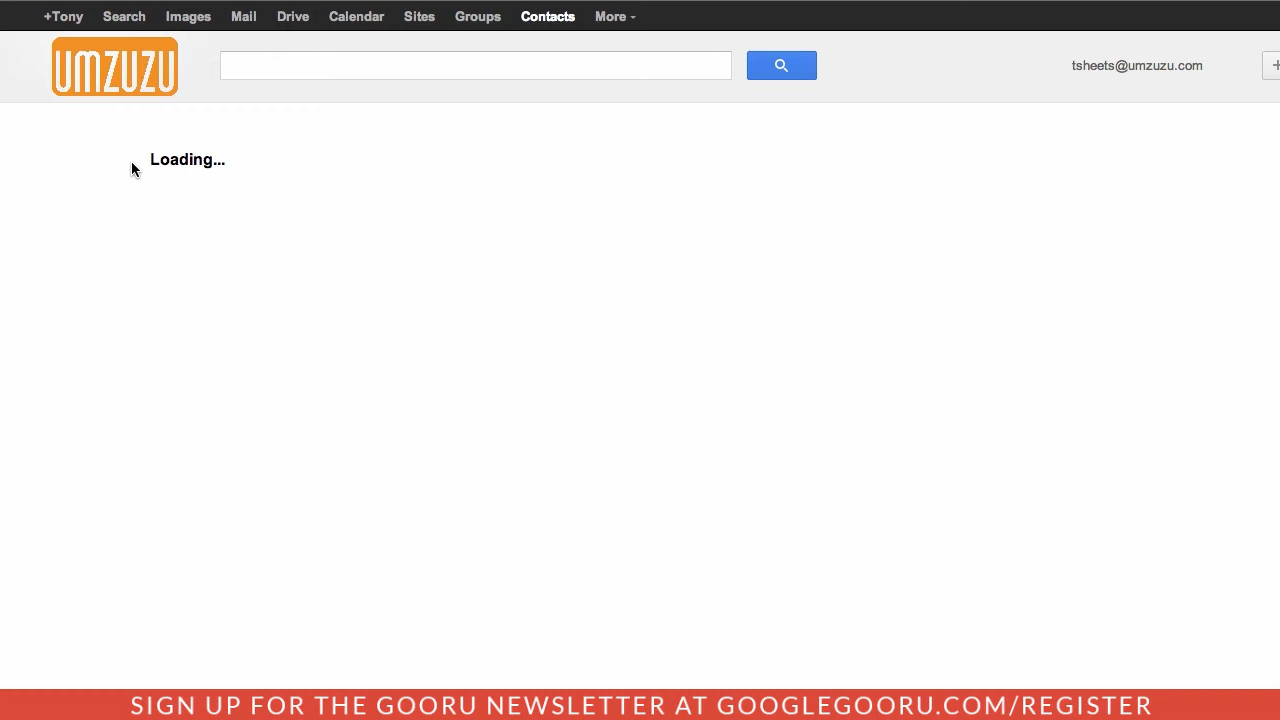 +Tony Search Images Mail Drive Calendar Sites Groups Contacts More
UMZUZU
tsheets@umzuzu.com
Loading...
SIGN UP FOR THE GOORU NEWSLETTER AT GOOGLEGOORU.COM/REGISTER